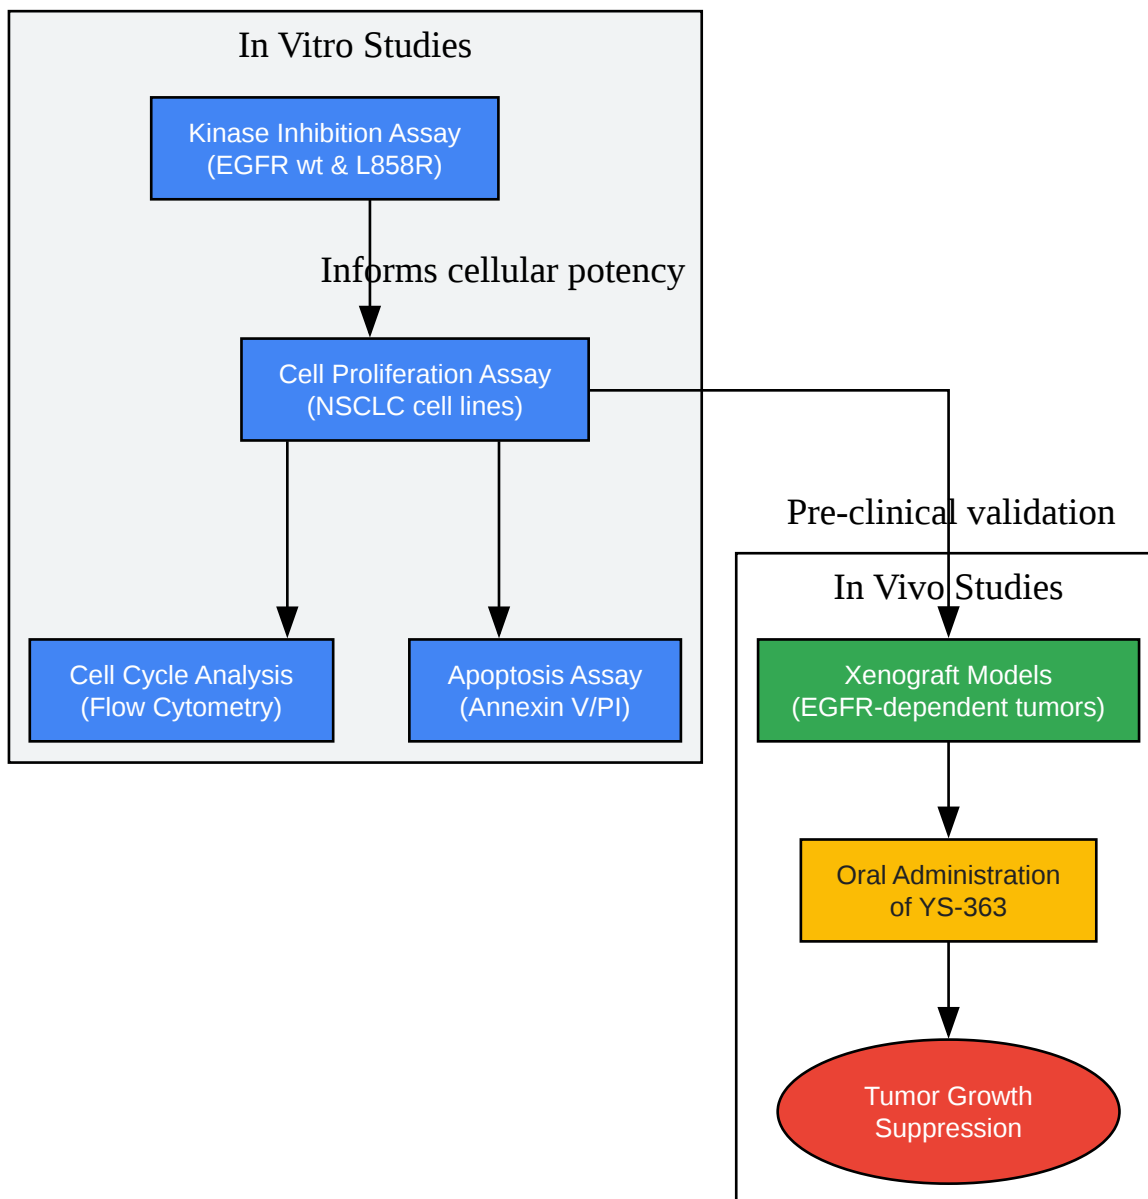 In Vitro Studies
Kinase Inhibition Assay
(EGFR wt & L858R)
Informs cellular potency
Cell Proliferation Assay
(NSCLC cell lines)
Cell Cycle Analysis
(Flow Cytometry)
Apoptosis Assay
(Annexin V/PI)
Pre-clinical validation
In Vivo Studies
Xenograft Models
(EGFR-dependent tumors)
Oral Administration
of YS-363
Tumor Growth
Suppression